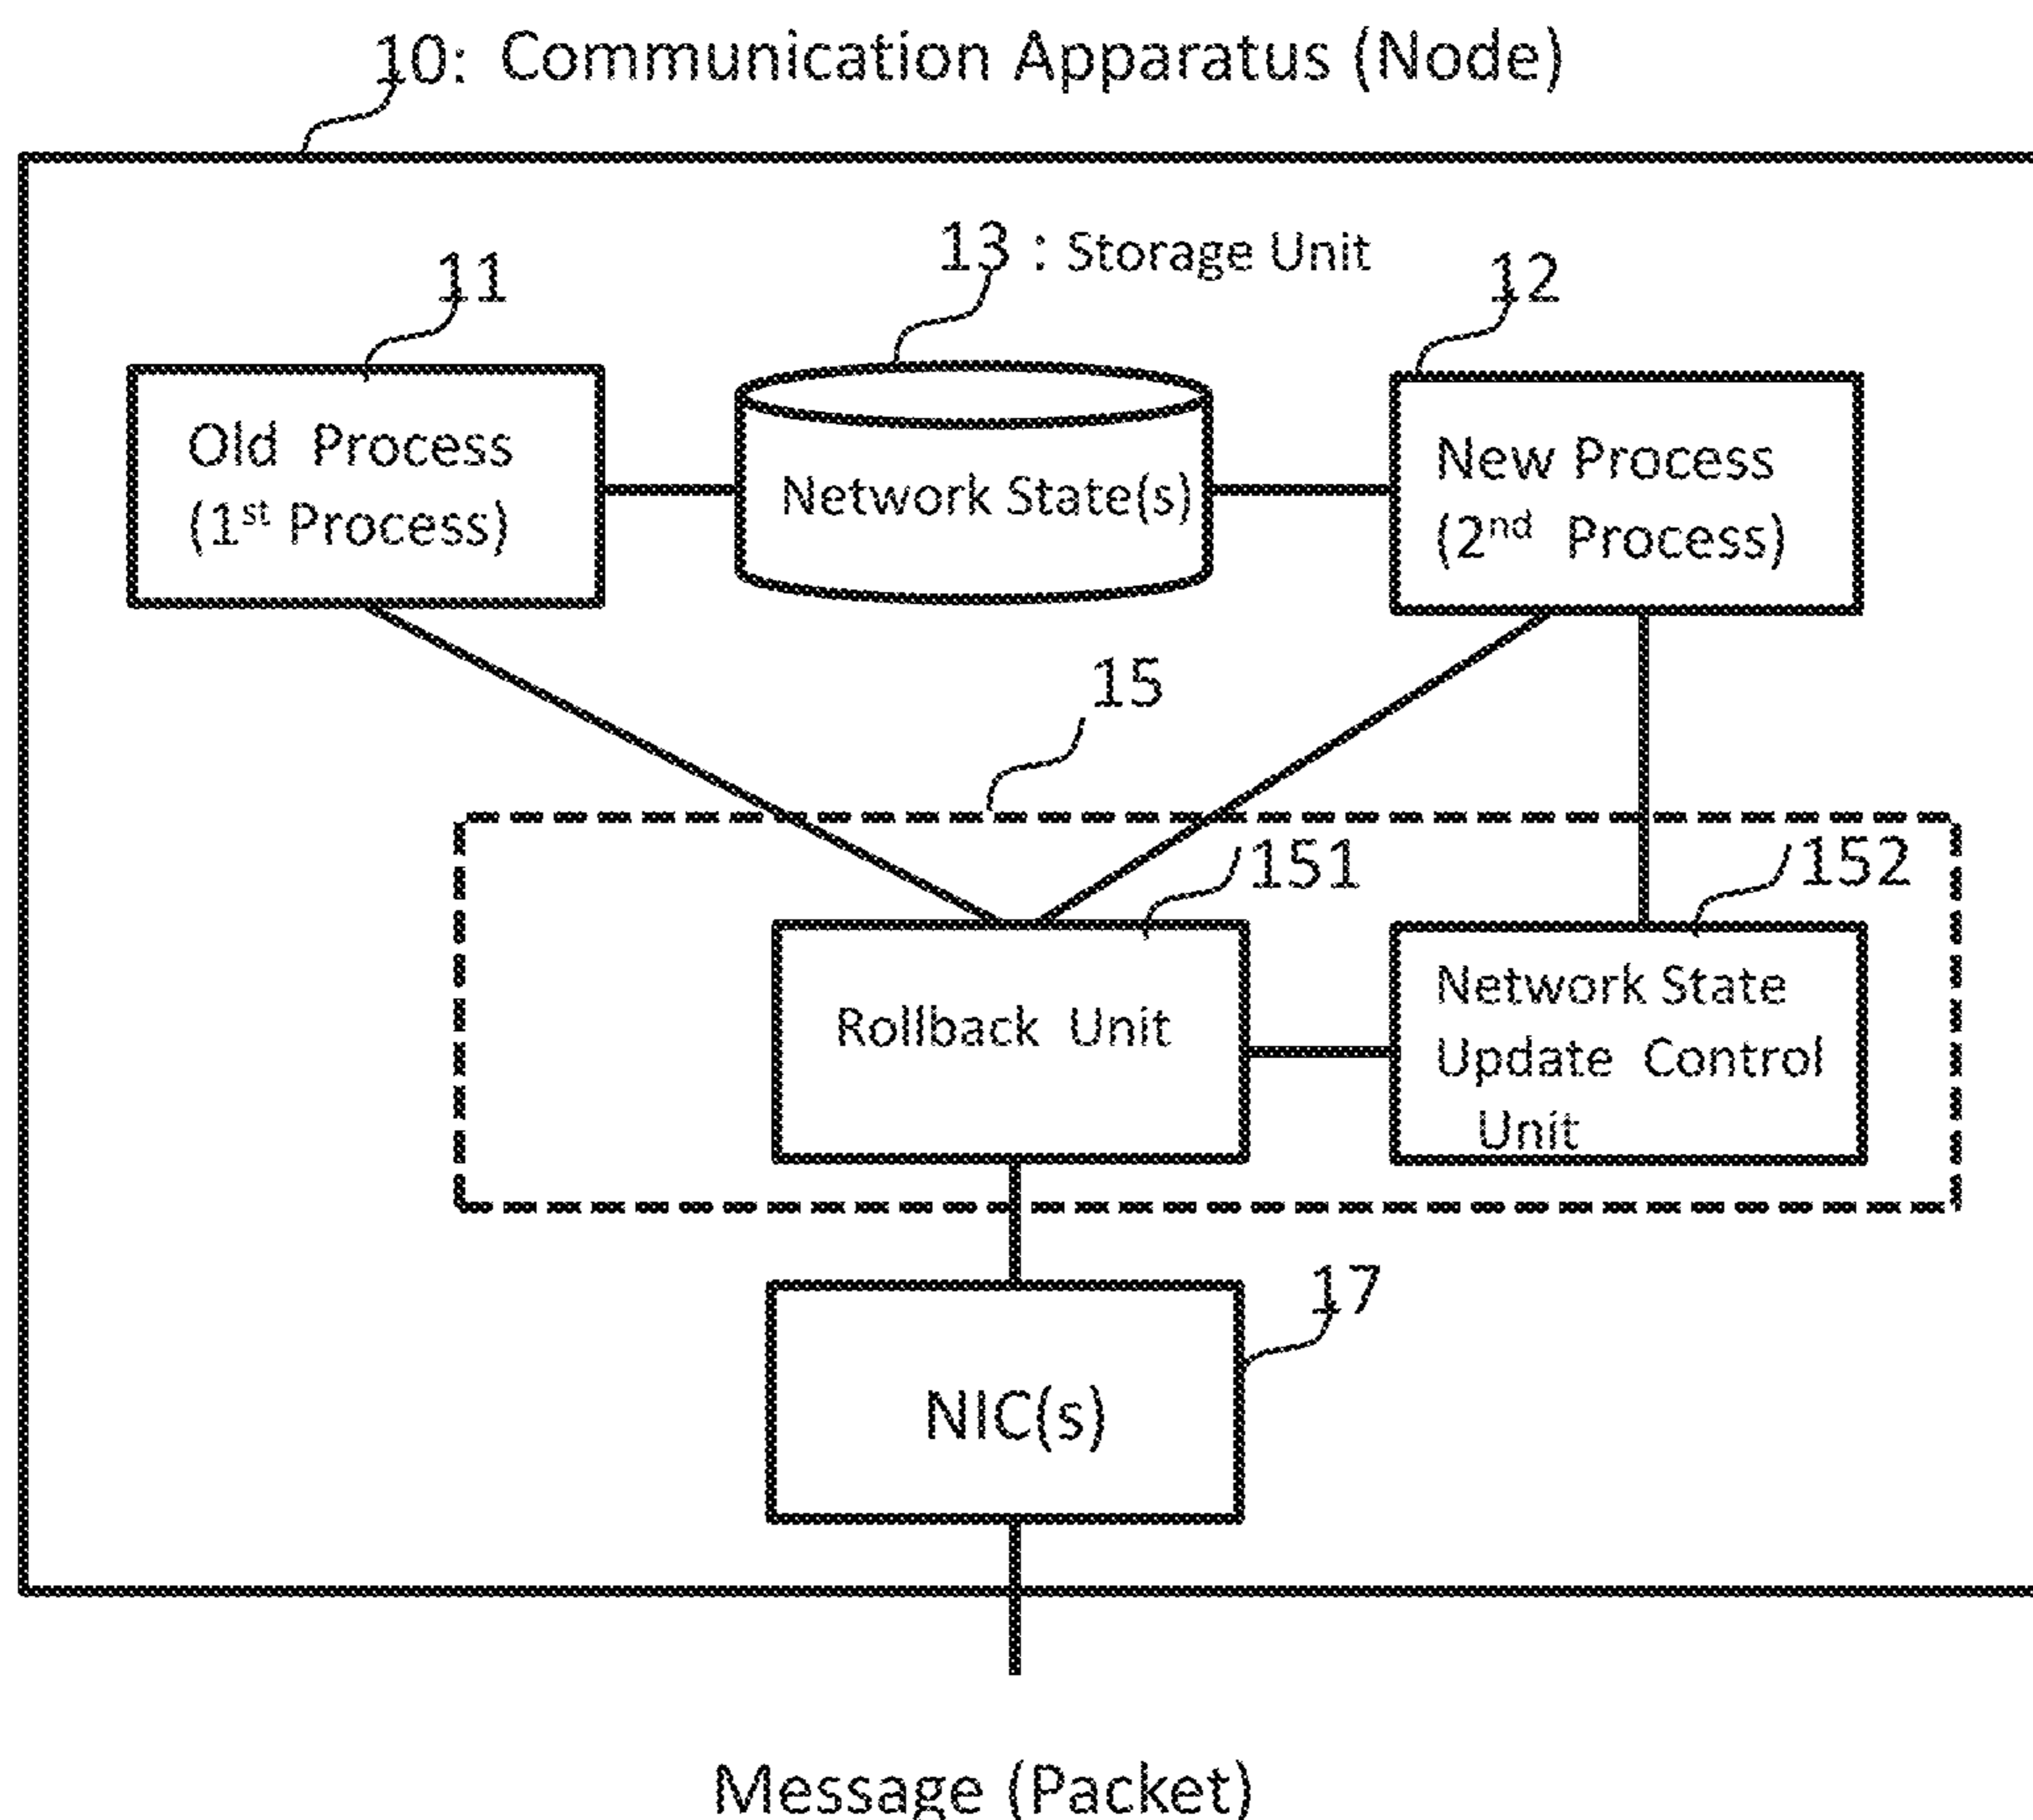 10: Communication Apparatus (Node)
13 : Storage Unit
11
12
Old Process
(1st Process)
Network State(s)
New Process
(2nd Process)
15
151
152
Rollback Unit
Network State
Update Control
Unit
17
NIC(s)
Message (Packet)